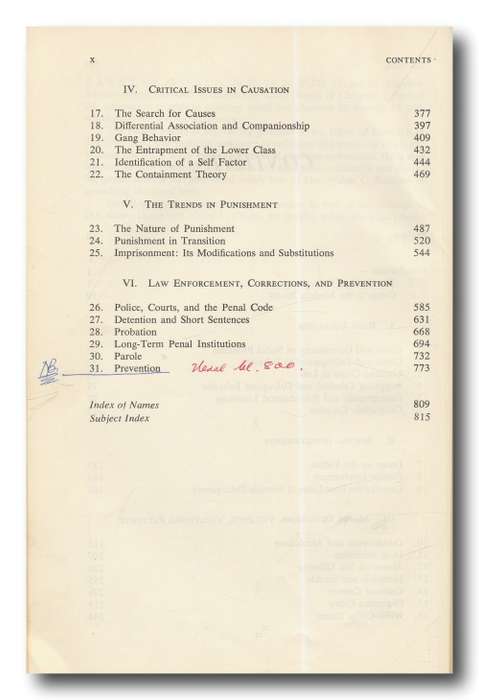 x CONTENTS
IV. CRITICAL ISSUES IN CAUSATION
17. The Search for Causes 377
18. Differential Association and Companionship 397
19. Gang Behavior 409
20. The Entrapment of the Lower Class 432
21. Identification of a Self Factor 444
22. The Containment Theory 469
V. THE TRENDS IN PUNISHMENT
23. The Nature of Punishment 487
24. Punishment in Transition 520
25. Imprisonment: Its Modifications and Substitutions 544
VI. LAW ENFORCEMENT, CORRECTIONS, AND PREVENTION
26. Police, Courts, and the Penal Code 585
27. Detention and Short Sentences 631
28. Probation 668
29. Long-Term Penal Institutions 694
30. Parole 732
NB. 31. Prevention 800. 773
Index of Names 809
Subject Index 815